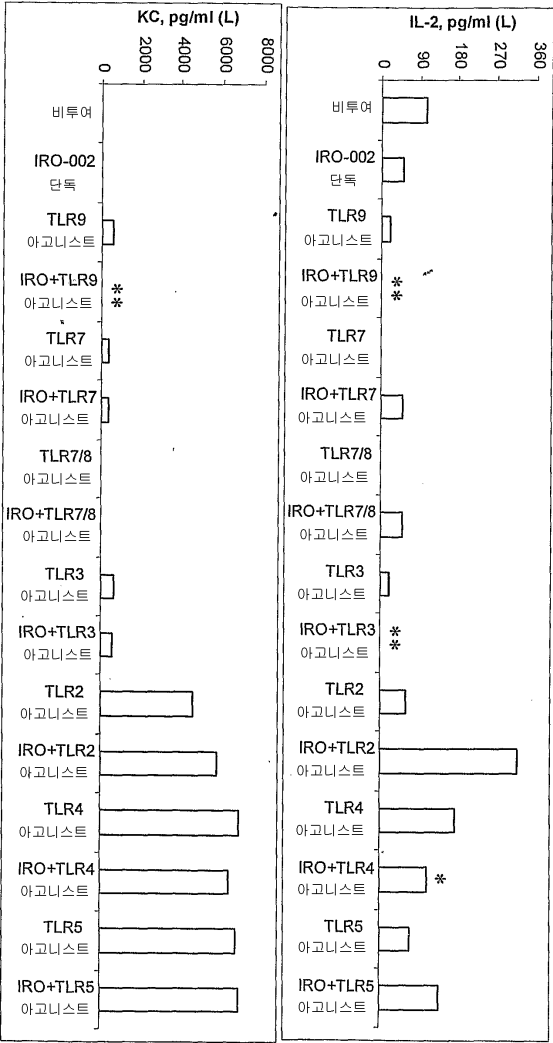 KC, pg/ml (L)
0
2000
4000
6000
8000
비투여
IRO-002
단독
TLR9
아고니스트
IRO+TLR9
아고니스트
**
TLR7
아고니스트
IRO+TLR7
아고니스트
TLR7/8
아고니스트
IRO+TLR7/8
아고니스트
TLR3
아고니스트
IRO+TLR3
아고니스트
TLR2
아고니스트
IRO+TLR2
아고니스트
TLR4
아고니스트
IRO+TLR4
아고니스트
TLR5
아고니스트
IRO+TLR5
아고니스트
IL-2, pg/ml (L)
0
90
180
270
360
비투여
IRO-002
단독
TLR9
아고니스트
IRO+TLR9
아고니스트
**
TLR7
아고니스트
IRO+TLR7
아고니스트
TLR7/8
아고니스트
IRO+TLR7/8
아고니스트
TLR3
아고니스트
IRO+TLR3
아고니스트
**
TLR2
아고니스트
IRO+TLR2
아고니스트
TLR4
아고니스트
IRO+TLR4
아고니스트
*
TLR5
아고니스트
IRO+TLR5
아고니스트